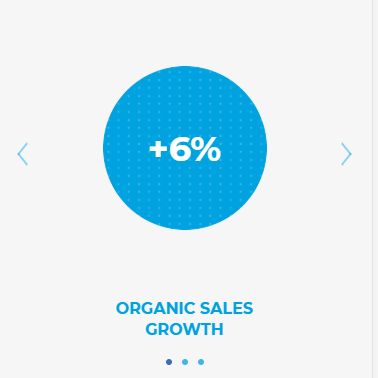 +6%
ORGANIC SALES
GROWTH